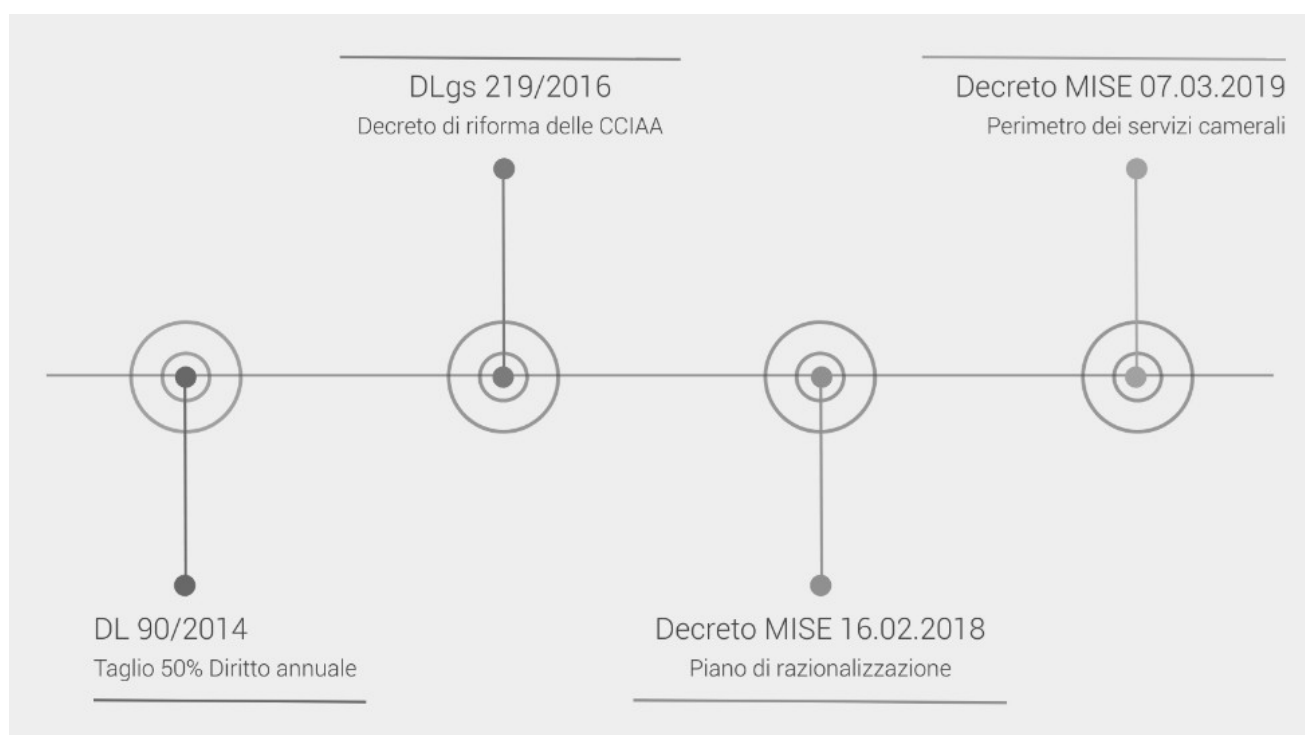 DLgs 219/2016
Decreto di riforma delle CCIAA
Decreto MISE 07.03.2019
Perimetro dei servizi camerali
DL 90/2014
Taglio 50% Diritto annuale
Decreto MISE 16.02.2018
Piano di razionalizzazione